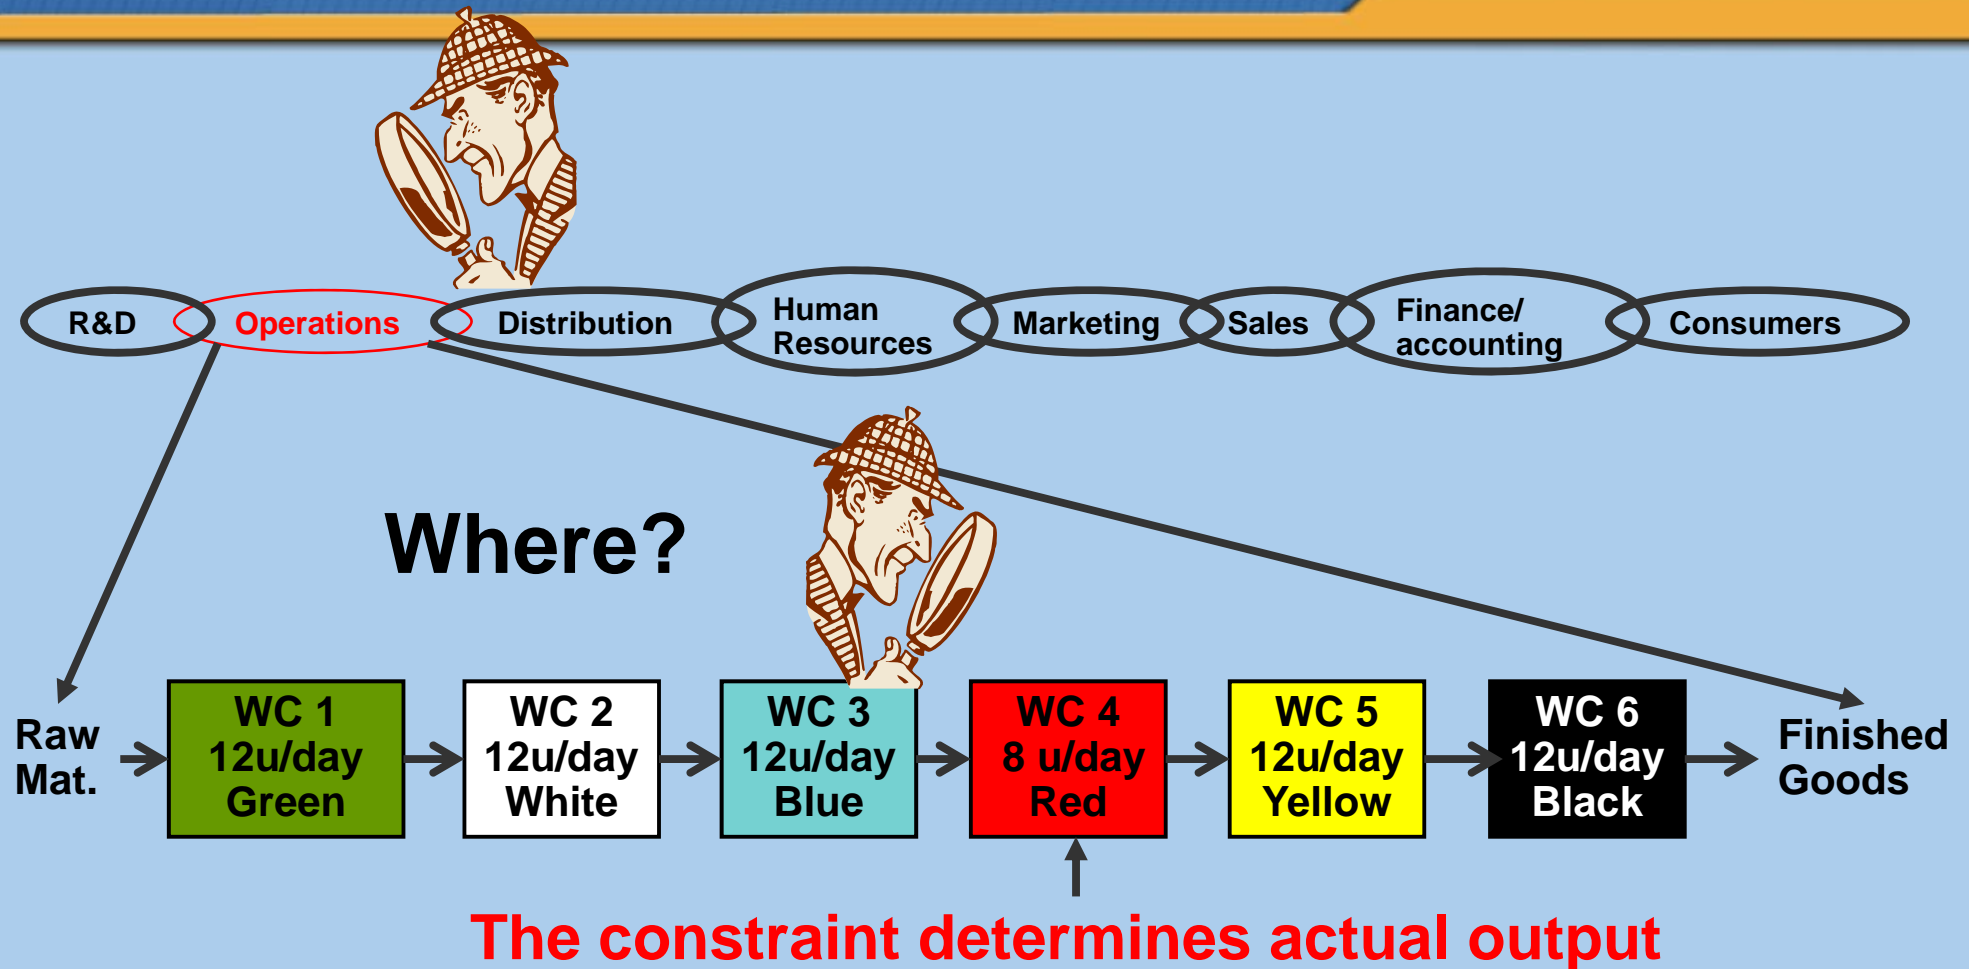 R&D
Operations
Distribution
Human
Resources
Marketing
Sales
Finance/
accounting
Consumers
Where?
Raw
Mat.
WC 1
12u/day
Green
WC 2
12u/day
White
WC 3
12u/day
Blue
WC 4
8 u/day
Red
WC 5
12u/day
Yellow
WC 6
12u/day
Black
Finished
Goods
The constraint determines actual output